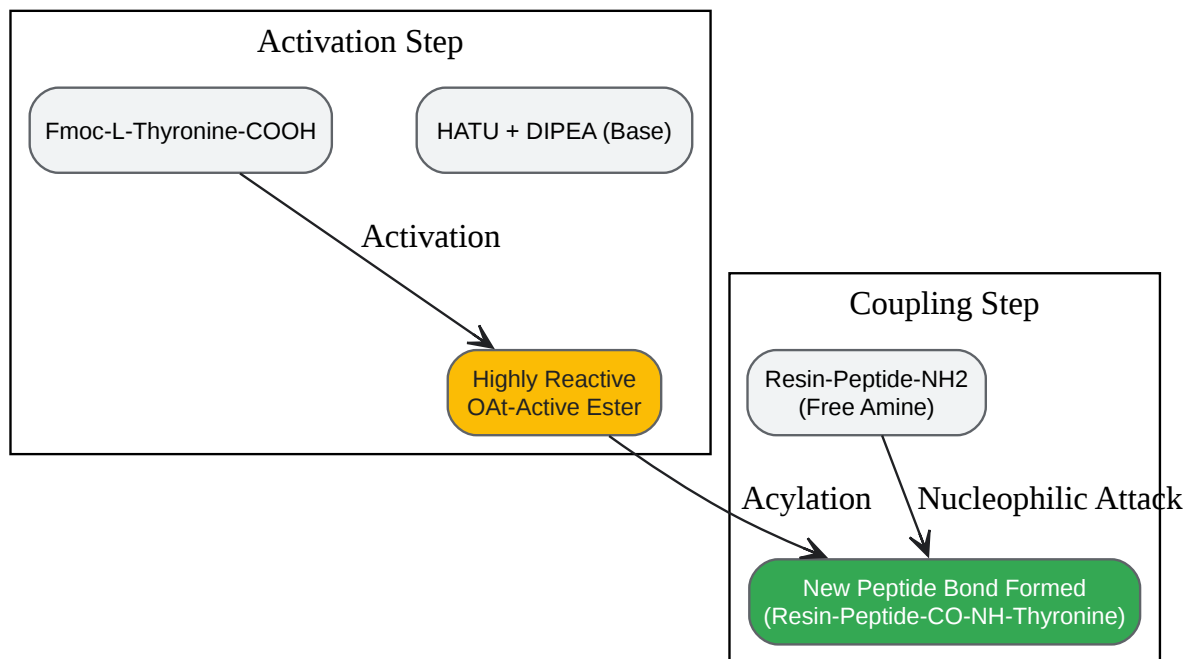 Activation Step
Fmoc-L-Thyronine-COOH
HATU + DIPEA (Base)
Activation
Highly Reactive
OAt-Active Ester
Coupling Step
Resin-Peptide-NH2
(Free Amine)
Acylation
Nucleophilic Attack
New Peptide Bond Formed
(Resin-Peptide-CO-NH-Thyronine)